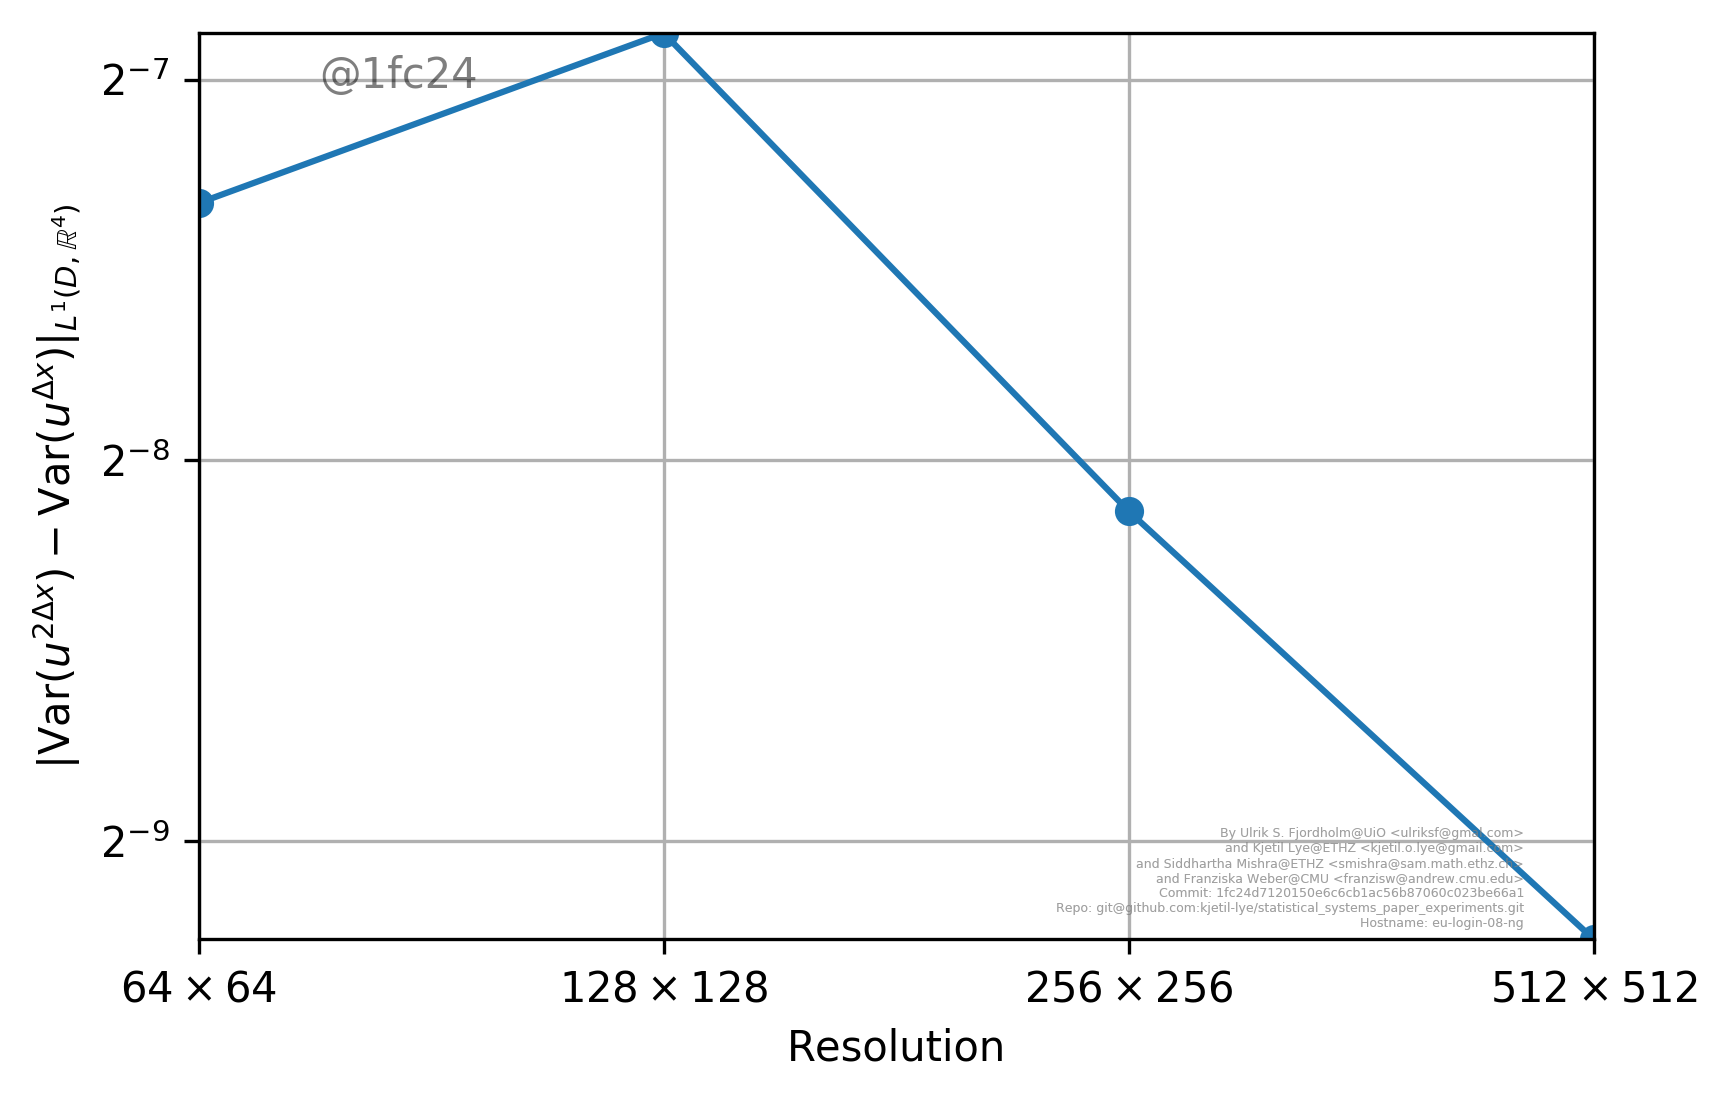 @1fc24
2⁻⁷
2⁻⁸
2⁻⁹
|Var(u^{2Δx}) − Var(u^{Δx})|_{L¹(D, ℝ⁴)}
By Ulrik S. Fjordholm@UiO <ulriksf@gmal.com>
and Kjetil Lye@ETHZ <kjetil.o.lye@gmail.com>
and Siddhartha Mishra@ETHZ <smishra@sam.math.ethz.ch>
and Franziska Weber@CMU <franzisw@andrew.cmu.edu>
Commit: 1fc24d7120150e6c6cb1ac56b87060c023be66a1
Repo: git@github.com:kjetil-lye/statistical_systems_paper_experiments.git
Hostname: eu-login-08-ng
64 × 64 128 × 128 256 × 256 512 × 512
Resolution